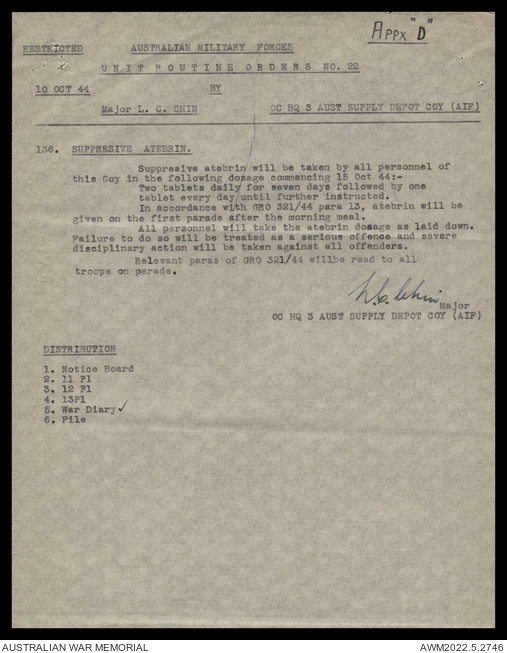 Appx "D"
RESTRICTED AUSTRALIAN MILITARY FORCES
UNIT ROUTINE ORDERS NO. 22
10 OCT 44 BY
Major L. G. CHIN OC HQ 3 AUST SUPPLY DEPOT COY (AIF)
136. SUPPRESIVE ATEBRIN.
Suppresive atebrin will be taken by all personnel of
this Coy in the following dosage commencing 15 Oct 44:-
Two tablets daily for seven days followed by one
tablet every day/until further instructed.
In accordance with GRO 321/44 para 13, atebrin will be
given on the first parade after the morning meal.
All personnel will take the atebrin dosage as laid down.
Failure to do so will be treated as a serious offence and severe
disciplinary action will be taken against all offenders.
Relevant paras of GRO 321/44 willbe read to all
troops on parade.
L.G. Chin Major
OC HQ 3 AUST SUPPLY DEPOT COY (AIF)
DISTRIBUTION
1. Notice Board
2. 11 Pl
3. 12 Pl
4. 13Pl
5. War Diary ✓
6. File
AUSTRALIAN WAR MEMORIAL AWM2022.5.2746